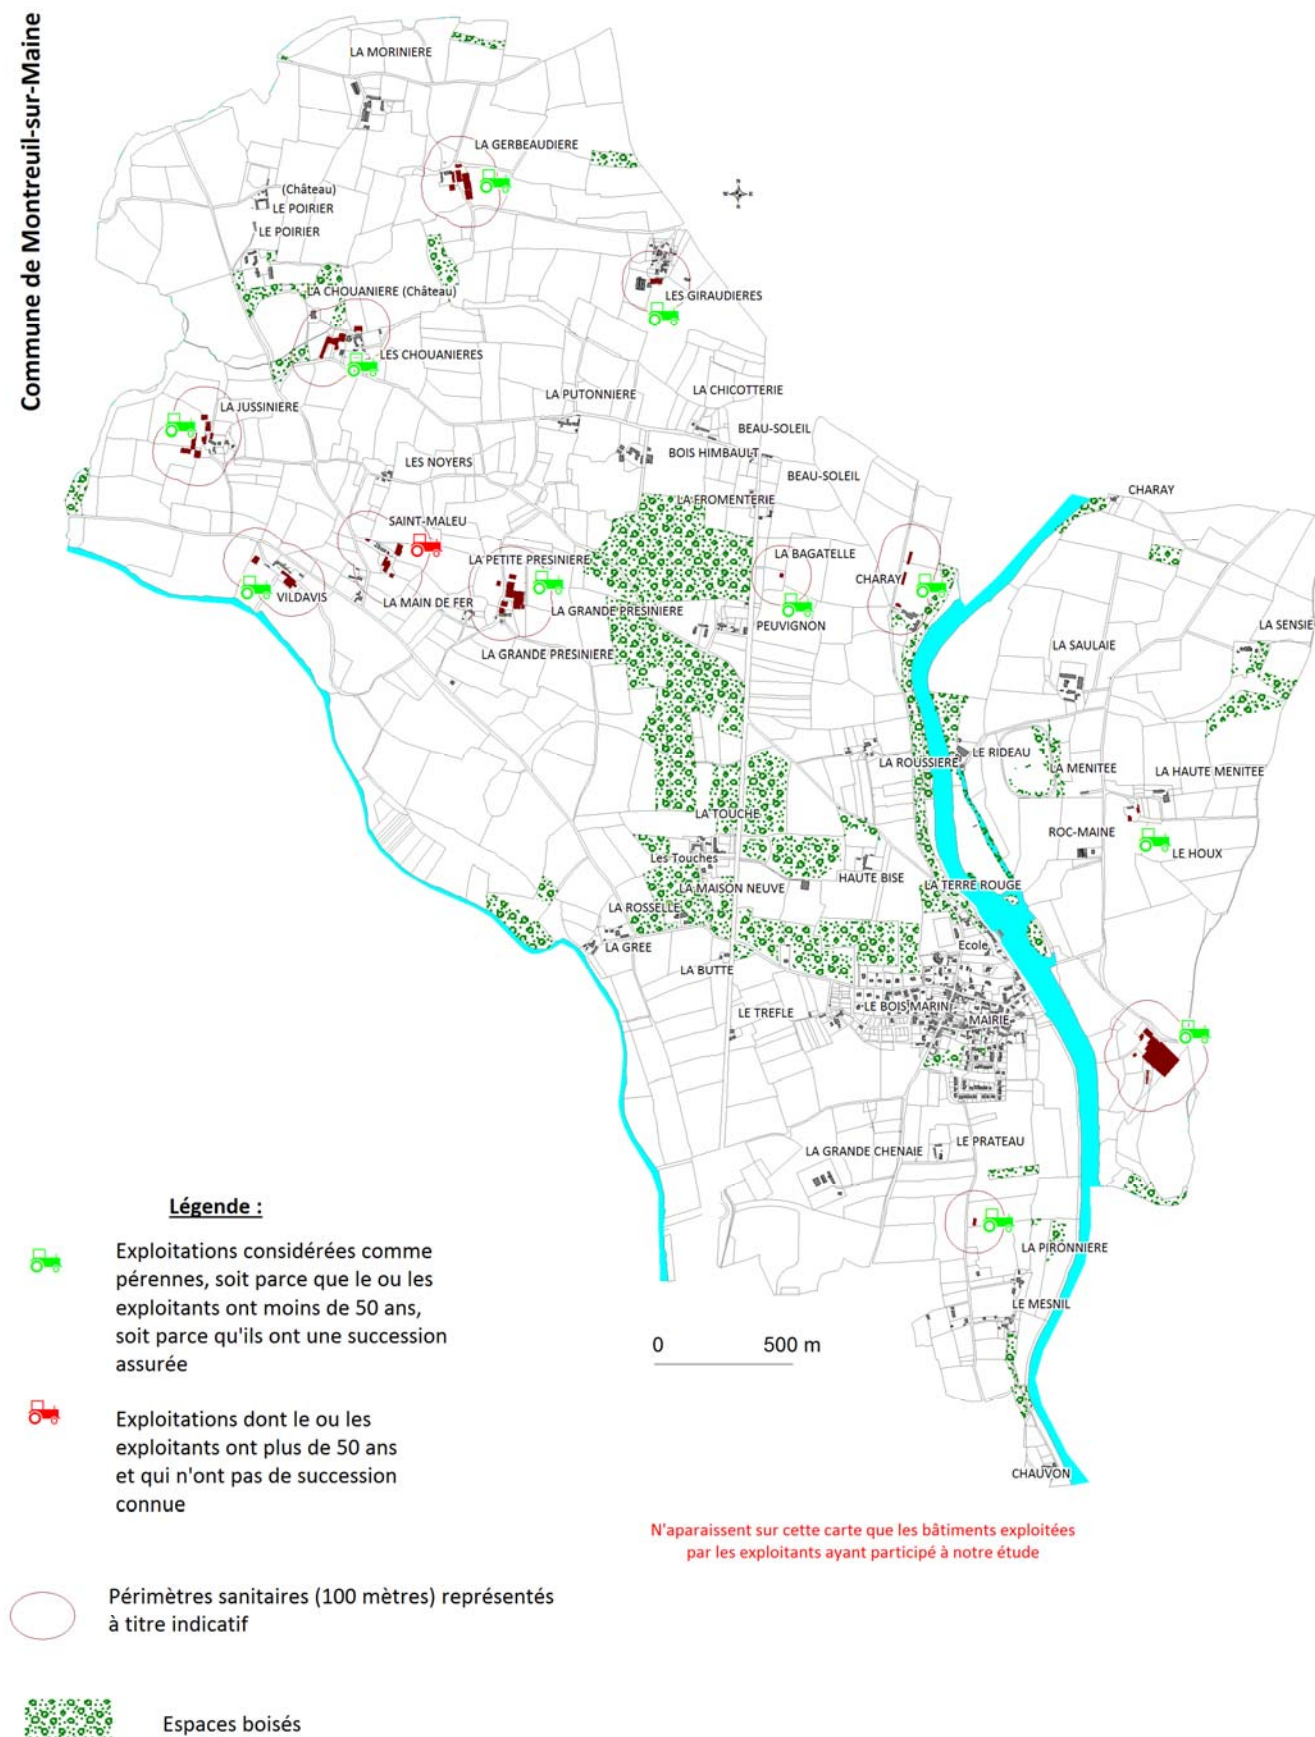 Commune de Montreuil-sur-Maine
LA MORINIERE
LA GERBEAUDIERE
(Château)
LE POIRIER
LE POIRIER
N
W
E
S
LA CHOUANIERE (Château)
LES GIRAUDIERES
LES CHOUANIERES
LA PUTONNIERE
LA CHICOTTERIE
LA JUSSINIERE
BEAU-SOLEIL
BOIS HIMBAULT
LES NOYERS
BEAU-SOLEIL
LA FROMENTERIE
CHARAY
SAINT-MALEU
LA PETITE PRESINIERE
LA BAGATELLE
CHARAY
VILDAVIS
LA MAIN DE FER
LA GRANDE PRESINIERE
PEUVIGNON
LA SENSIE
LA GRANDE PRESINIERE
LA SAULAIE
LA ROUSSIERE
LE RIDEAU
LA MENITEE
LA HAUTE MENITEE
LA TOUCHE
ROC-MAINE
LE HOUX
Les Touches
LA MAISON NEUVE
HAUTE BISE
LA TERRE ROUGE
LA ROSSELLE
LA GREE
Ecole
LA BUTTE
LE TREFLE
LE BOIS MARIN
MAIRIE
LA GRANDE CHENAIE
LE PRATEAU
LA PIRONNIERE
LE MESNIL
CHAUVON
0 500 m
Légende :
Exploitations considérées comme
pérennes, soit parce que le ou les
exploitants ont moins de 50 ans,
soit parce qu'ils ont une succession
assurée
Exploitations dont le ou les
exploitants ont plus de 50 ans
et qui n'ont pas de succession
connue
N'aparaissent sur cette carte que les bâtiments exploitées
par les exploitants ayant participé à notre étude
Périmètres sanitaires (100 mètres) représentés
à titre indicatif
Espaces boisés